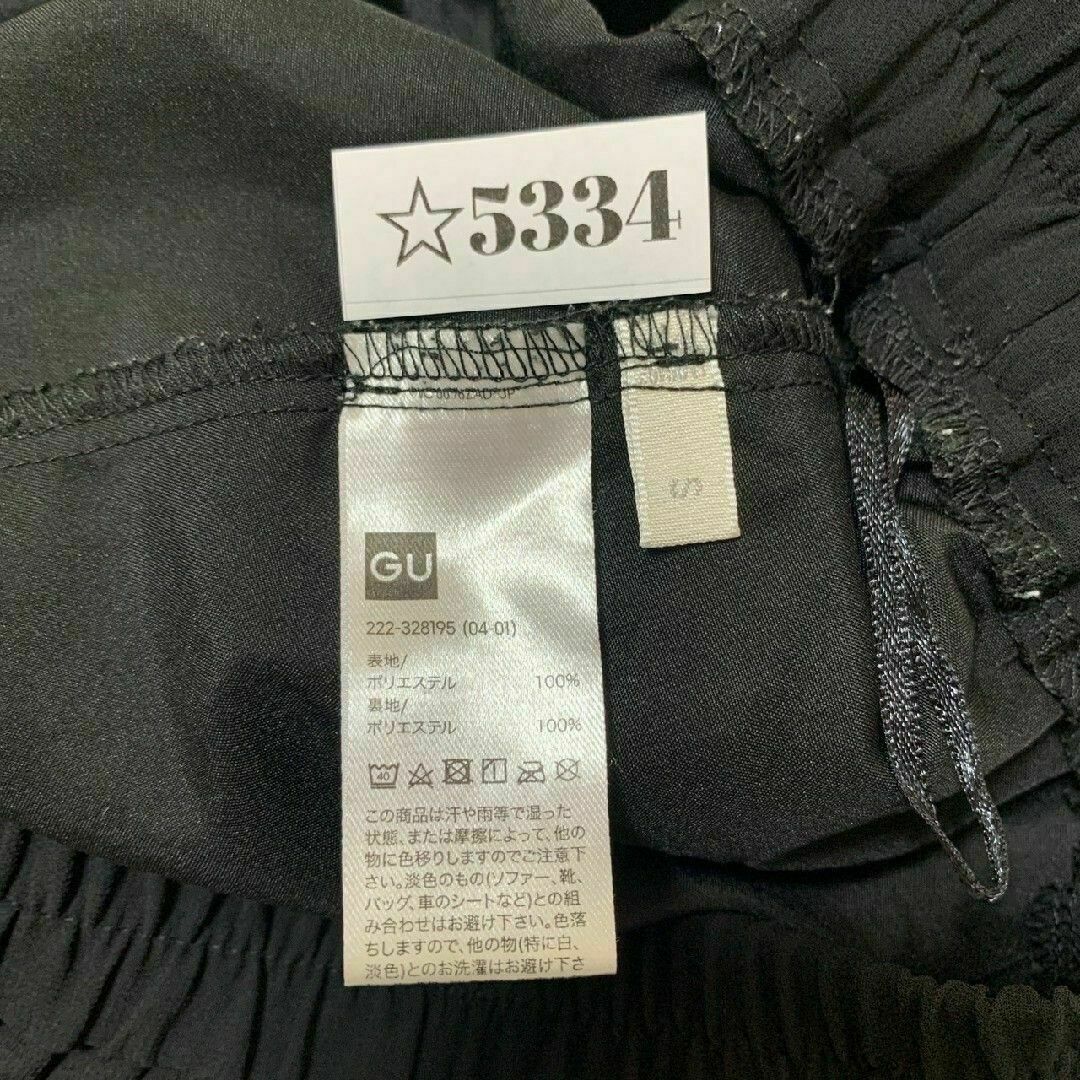 ☆5334
S
GU
222-328195 (04-01)
表地/
ポリエステル 100%
裏地/
ポリエステル 100%
40
この商品は汗や雨等で湿った
状態、または摩擦によって、他の
物に色移りしますのでご注意下
さい。淡色のもの(ソファー、靴、
バッグ、車のシートなど)との組
み合わせはお避け下さい。色落
ちしますので、他の物(特に白、
淡色)とのお洗濯はお避け下さ